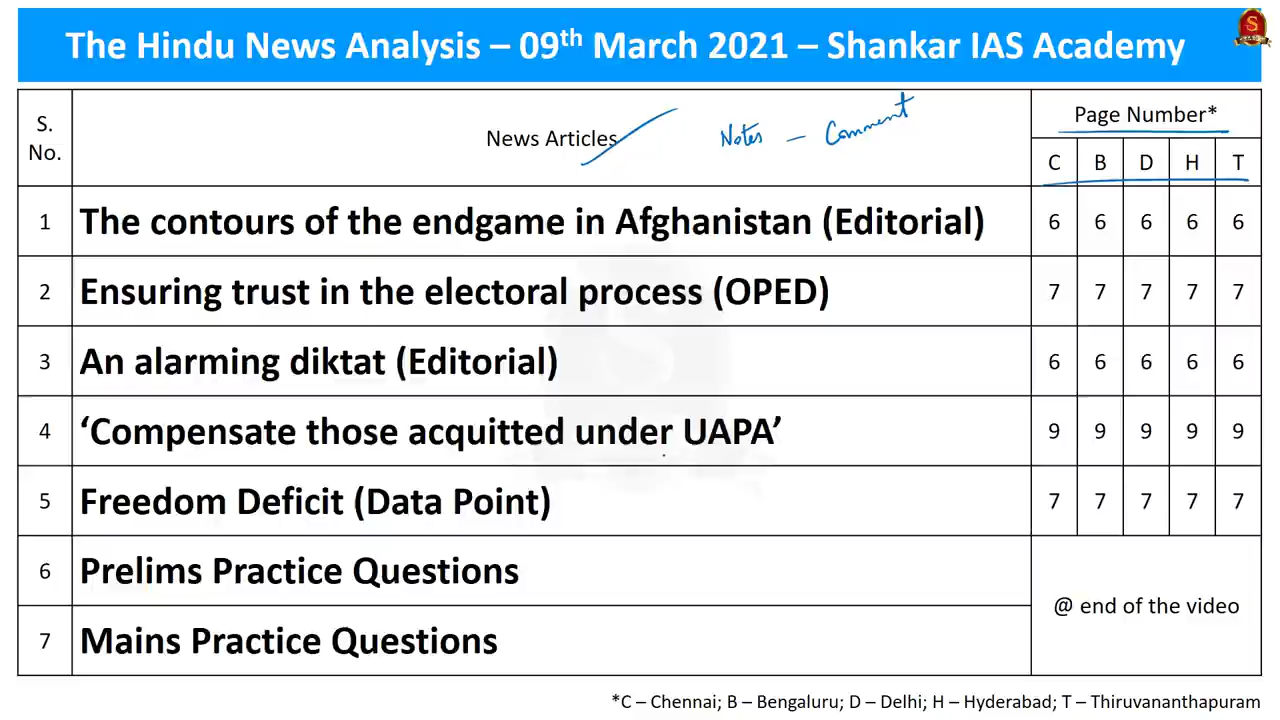 The Hindu News Analysis – 09th March 2021 – Shankar IAS Academy
S. No.
News Articles
Notes – Comment
Page Number*
C B D H T
1 The contours of the endgame in Afghanistan (Editorial) 6 6 6 6 6
2 Ensuring trust in the electoral process (OPED) 7 7 7 7 7
3 An alarming diktat (Editorial) 6 6 6 6 6
4 ‘Compensate those acquitted under UAPA’ 9 9 9 9 9
5 Freedom Deficit (Data Point) 7 7 7 7 7
6 Prelims Practice Questions
@ end of the video
7 Mains Practice Questions
*C – Chennai; B – Bengaluru; D – Delhi; H – Hyderabad; T – Thiruvananthapuram